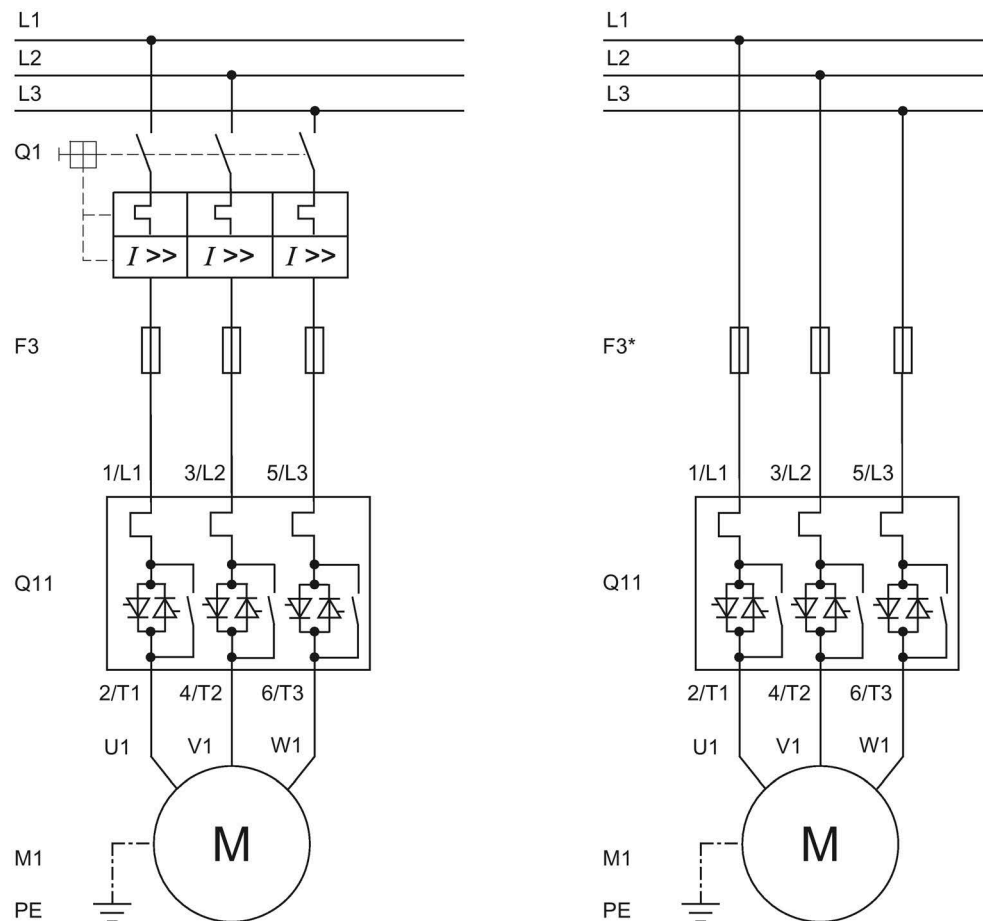 L1
L2
L3
Q1
I >> I >> I >>
F3
1/L1 3/L2 5/L3
Q11
2/T1 4/T2 6/T3
U1 V1 W1
M
M1
PE
L1
L2
L3
F3*
1/L1 3/L2 5/L3
Q11
2/T1 4/T2 6/T3
U1 V1 W1
M
M1
PE